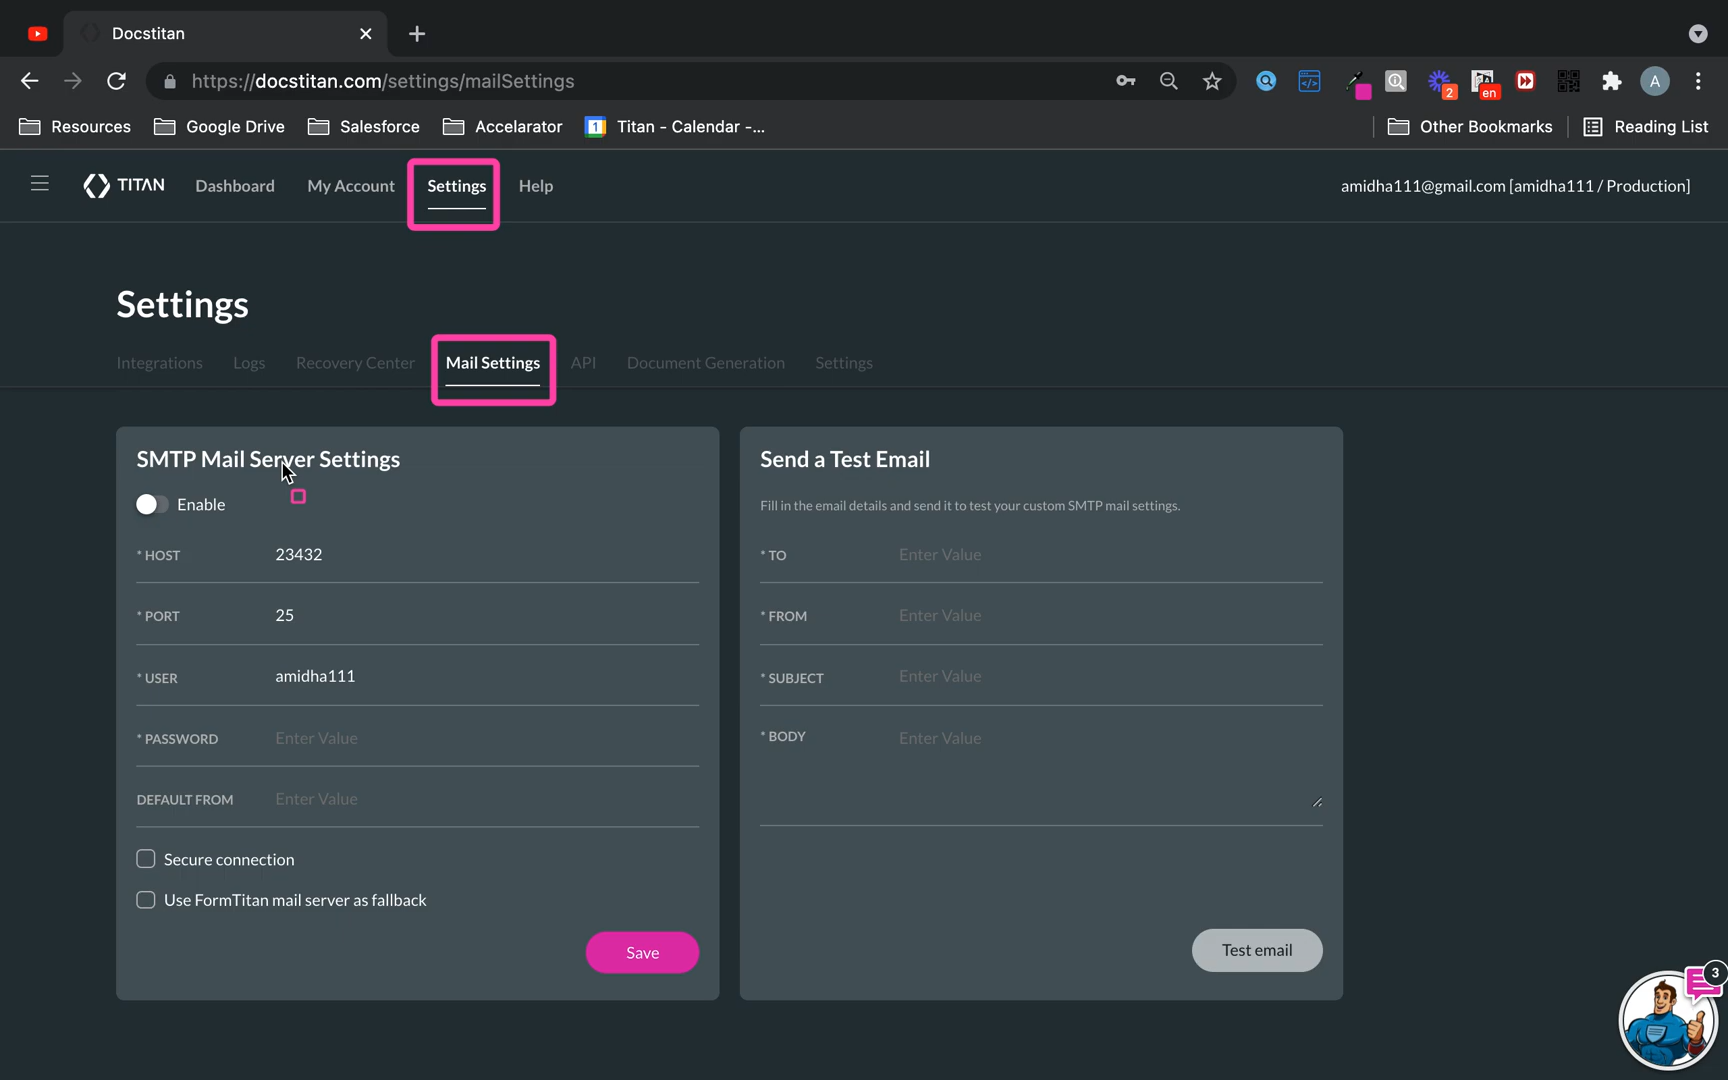 Docstitan
https://docstitan.com/settings/mailSettings
2
en
A
Resources
Google Drive
Salesforce
Accelarator
1
Titan - Calendar -...
Other Bookmarks
Reading List
TITAN
Dashboard
My Account
Settings
Help
amidha111@gmail.com [amidha111 / Production]
Settings
Integrations
Logs
Recovery Center
Mail Settings
API
Document Generation
Settings
SMTP Mail Server Settings
Enable
* HOST 23432
* PORT 25
* USER amidha111
* PASSWORD Enter Value
DEFAULT FROM Enter Value
Secure connection
Use FormTitan mail server as fallback
Save
Send a Test Email
Fill in the email details and send it to test your custom SMTP mail settings.
* TO Enter Value
* FROM Enter Value
* SUBJECT Enter Value
* BODY Enter Value
Test email
3